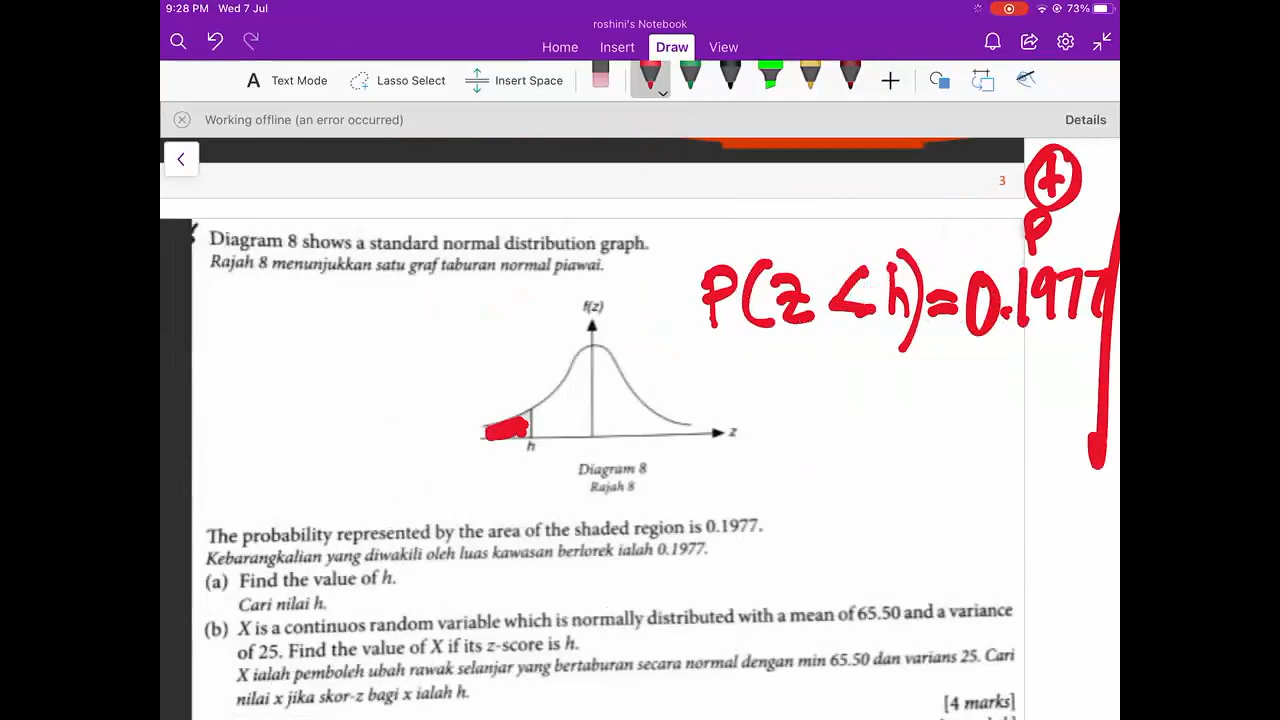 9:28 PM Wed 7 Jul
73%
roshini's Notebook
Home Insert Draw View
A Text Mode Lasso Select Insert Space
Working offline (an error occurred) Details
3
+
P
Diagram 8 shows a standard normal distribution graph.
Rajah 8 menunjukkan satu graf taburan normal piawai.
P(z < h) = 0.1977
f(z)
z
h
Diagram 8
Rajah 8
The probability represented by the area of the shaded region is 0.1977.
Kebarangkalian yang diwakili oleh luas kawasan berlorek ialah 0.1977.
(a) Find the value of h.
Cari nilai h.
(b) X is a continuos random variable which is normally distributed with a mean of 65.50 and a variance
of 25. Find the value of X if its z-score is h.
X ialah pemboleh ubah rawak selanjar yang bertaburan secara normal dengan min 65.50 dan varians 25. Cari
nilai x jika skor-z bagi x ialah h.
[4 marks]